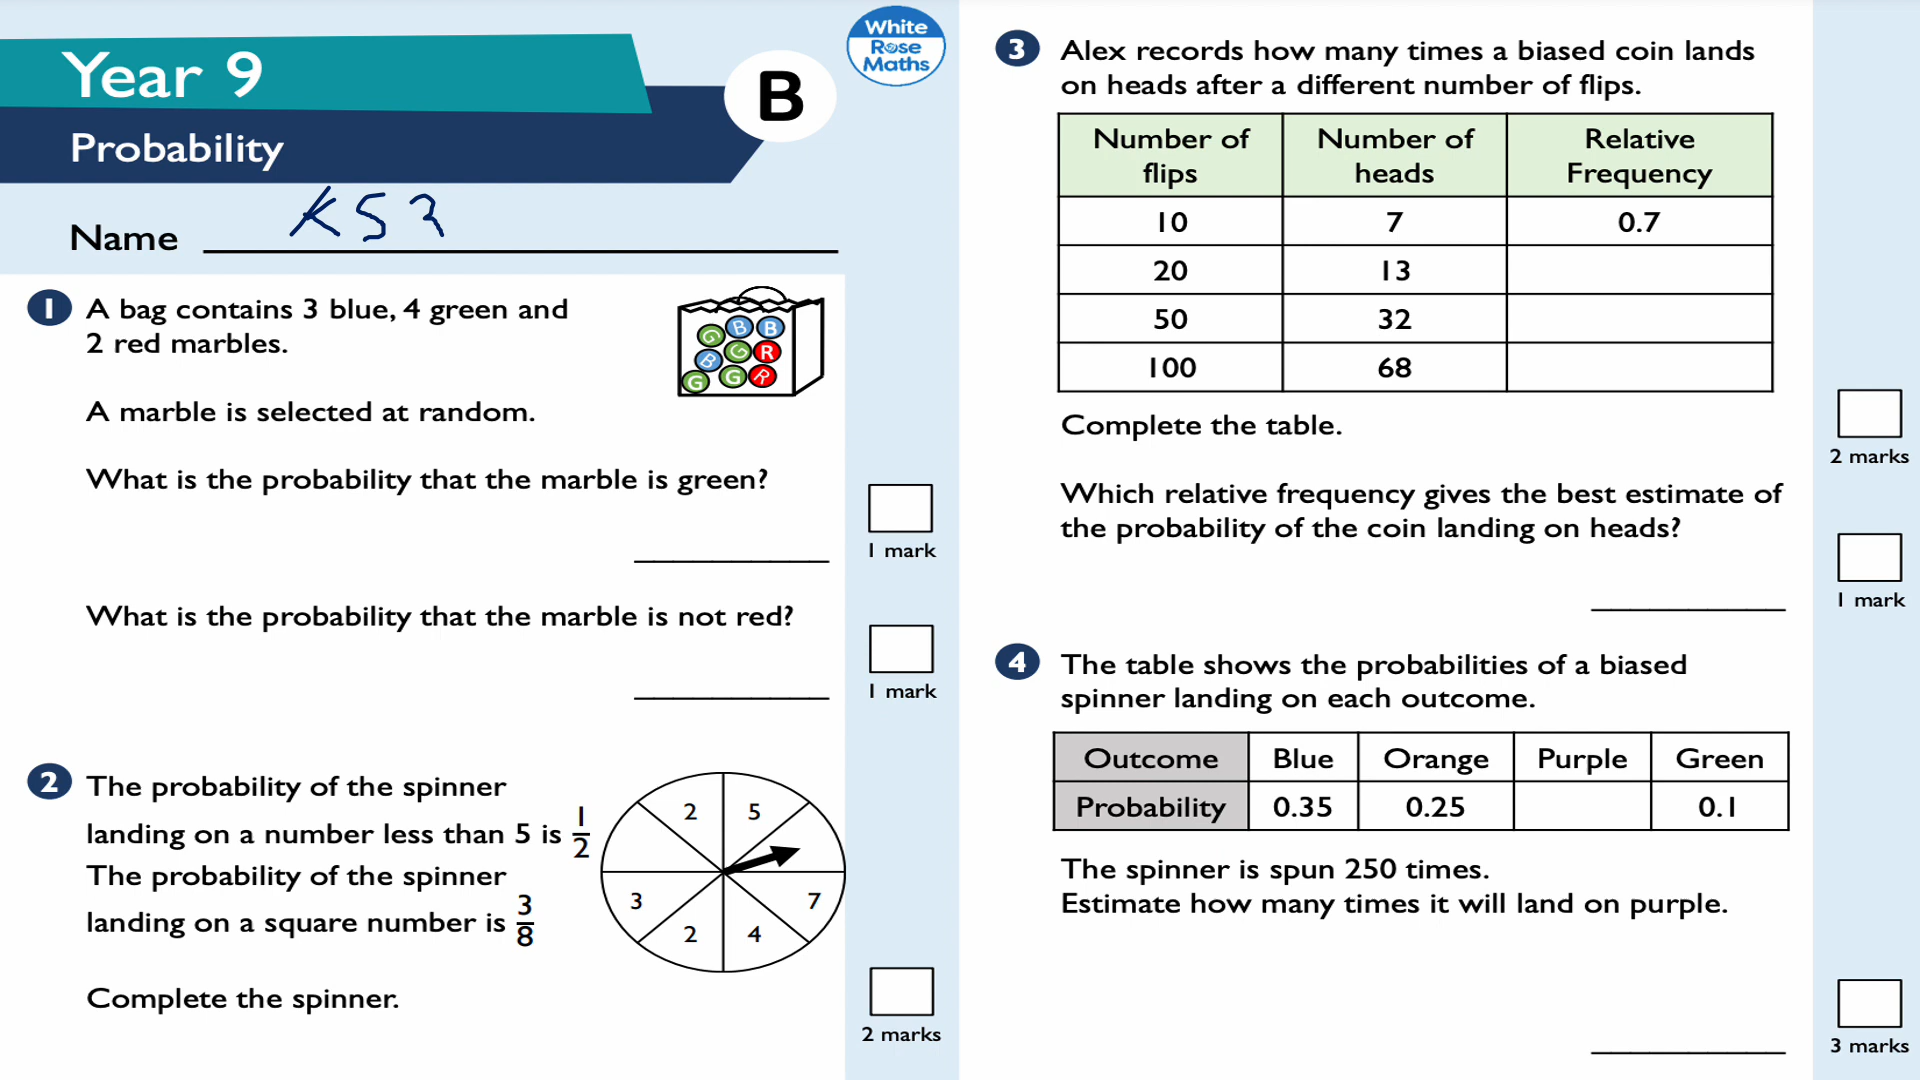 Year 9
Probability
B
White
Rose
Maths
Name KS3
1 A bag contains 3 blue, 4 green and
2 red marbles.
G B B
B G R
G G R
A marble is selected at random.
What is the probability that the marble is green?
1 mark
What is the probability that the marble is not red?
1 mark
2 The probability of the spinner
landing on a number less than 5 is 1/2
The probability of the spinner
landing on a square number is 3/8
Complete the spinner.
2 5
3 7
2 4
2 marks
3 Alex records how many times a biased coin lands
on heads after a different number of flips.
Number of flips Number of heads Relative Frequency
10 7 0.7
20 13
50 32
100 68
Complete the table.
2 marks
Which relative frequency gives the best estimate of
the probability of the coin landing on heads?
1 mark
4 The table shows the probabilities of a biased
spinner landing on each outcome.
Outcome Blue Orange Purple Green
Probability 0.35 0.25 0.1
The spinner is spun 250 times.
Estimate how many times it will land on purple.
3 marks